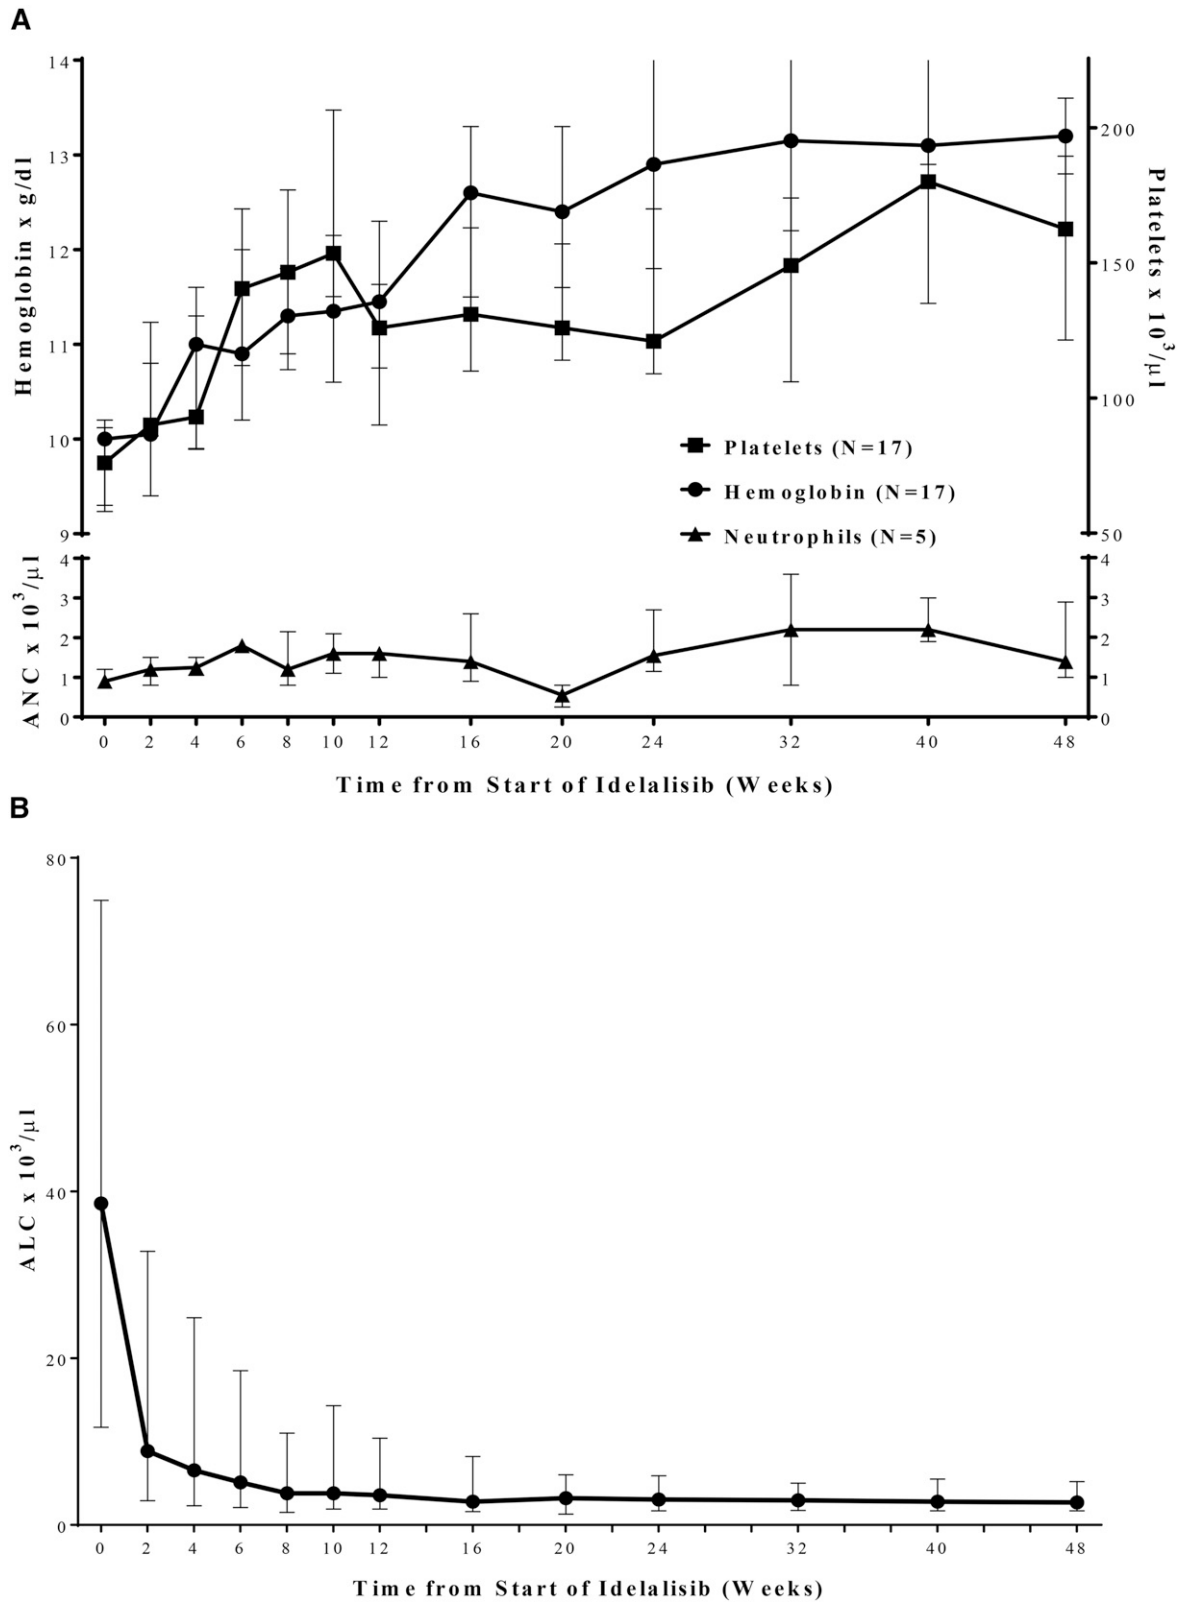 A
14
13
12
11
10
9
Hemoglobin x g/dl
200
150
100
50
Platelets x 10³/µl
Platelets (N=17)
Hemoglobin (N=17)
Neutrophils (N=5)
4
3
2
1
0
ANC x 10³/µl
4
3
2
1
0
0 2 4 6 8 10 12 16 20 24 32 40 48
Time from Start of Idelalisib (Weeks)
B
80
60
40
20
0
ALC x 10³/µl
0 2 4 6 8 10 12 16 20 24 32 40 48
Time from Start of Idelalisib (Weeks)